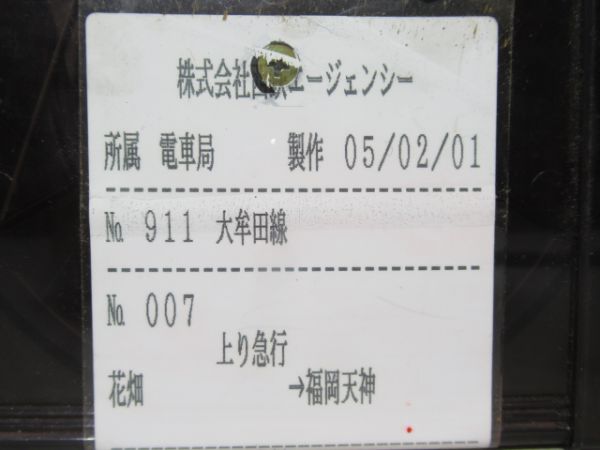 株式会社西鉄エージェンシー
所属 電車局 製作 05/02/01
№ 911 大牟田線
№ 007
上り急行
花畑 →福岡天神